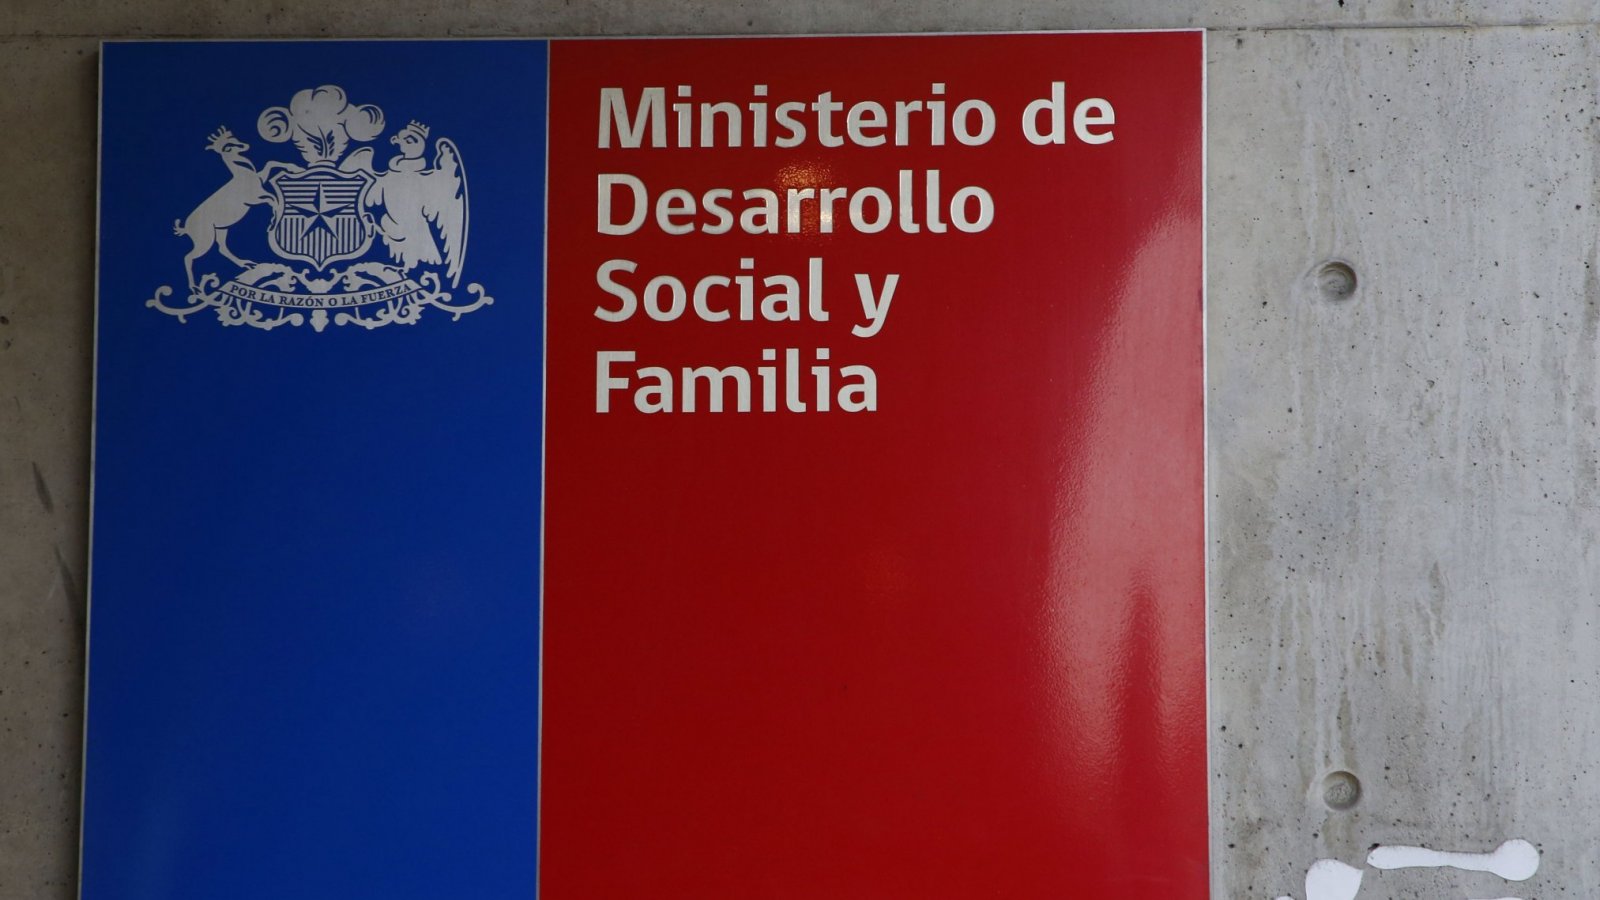 POR LA RAZÓN O LA FUERZA
Ministerio de
Desarrollo
Social y
Familia